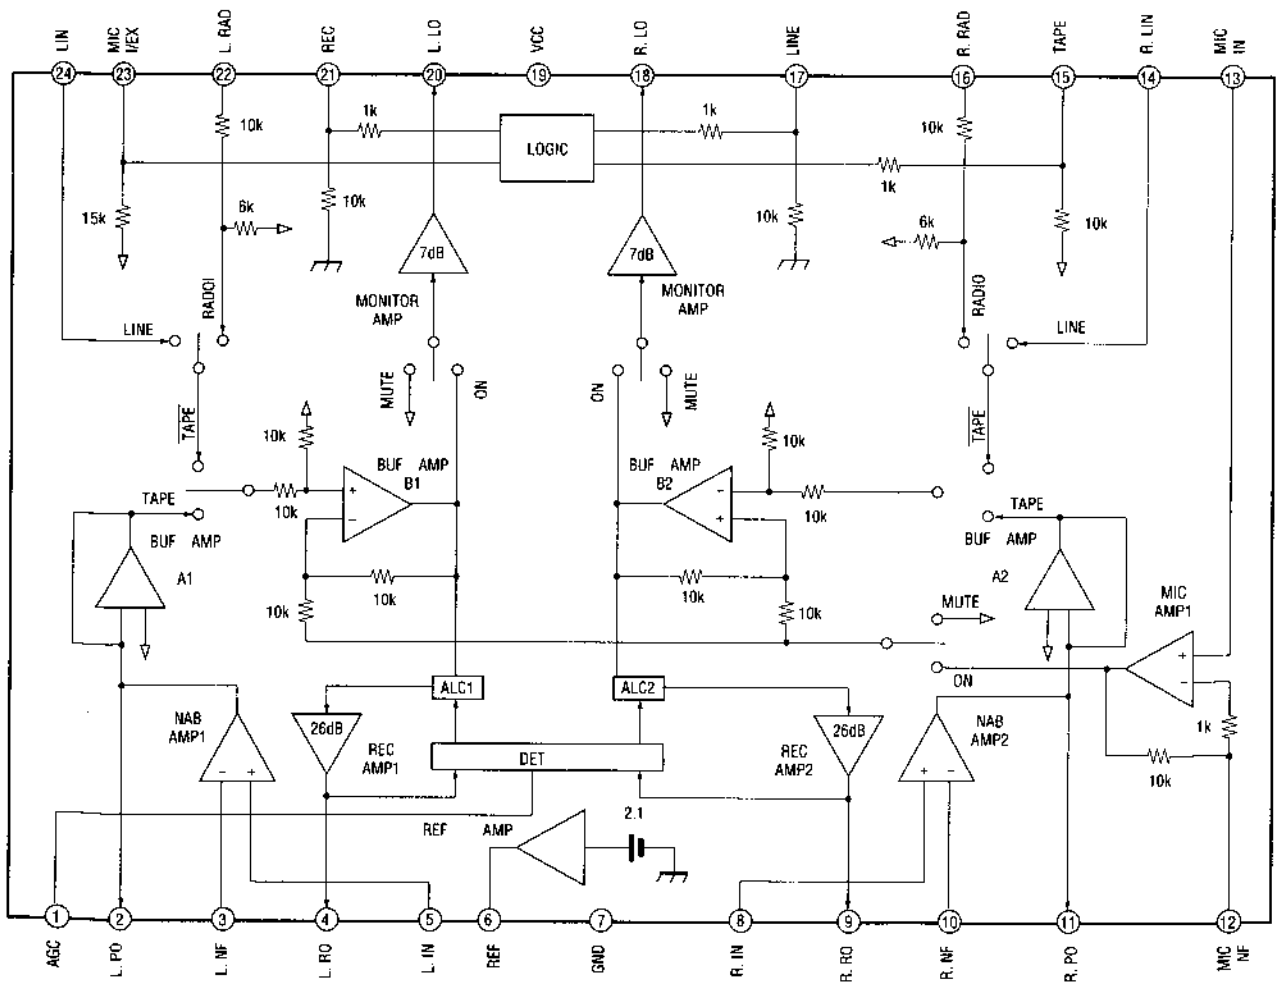 LIN
MIC
I/EX
L. RAD
REC
L. LO
VCC
R. LO
LINE
R. RAD
TAPE
R. LIN
MIC
IN
24
23
22
21
20
19
18
17
16
15
14
13
10k
1k
1k
10k
LOGIC
1k
15k
6k
10k
7dB
7dB
10k
6k
10k
MONITOR
AMP
MONITOR
AMP
RADOI
RADIO
LINE
LINE
MUTE
ON
ON
MUTE
TAPE
TAPE
10k
BUF AMP
B1
BUF AMP
B2
10k
TAPE
10k
+
−
−
+
10k
TAPE
BUF AMP
A1
BUF AMP
A2
10k
10k
10k
10k
MUTE
MIC
AMP1
+
−
ON
ALC1
ALC2
NAB
AMP1
26dB
REC
AMP1
DET
REC
AMP2
26dB
NAB
AMP2
1k
10k
− +
+ −
REF AMP
2.1
1
2
3
4
5
6
7
8
9
10
11
12
AGC
L. PO
L. NF
L. RO
L. IN
REF
GND
R. IN
R. RO
R. NF
R. PO
MIC
NF